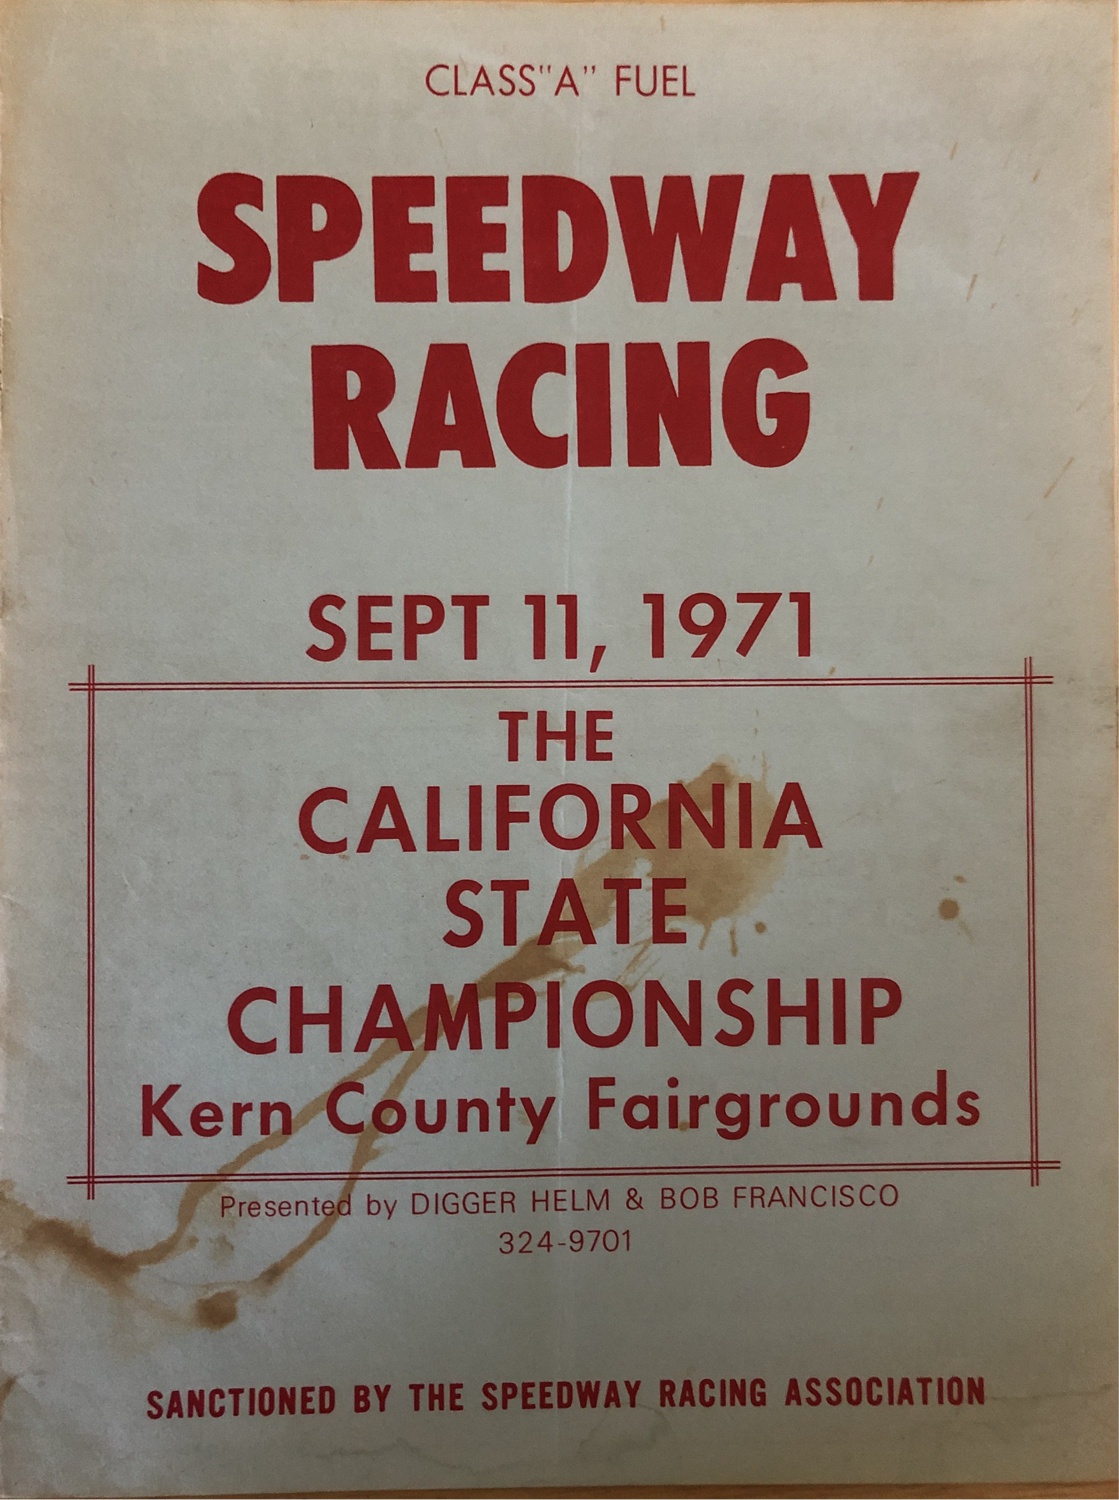 CLASS"A" FUEL
SPEEDWAY
RACING
SEPT 11, 1971
THE
CALIFORNIA
STATE
CHAMPIONSHIP
Kern County Fairgrounds
Presented by DIGGER HELM & BOB FRANCISCO
324-9701
SANCTIONED BY THE SPEEDWAY RACING ASSOCIATION